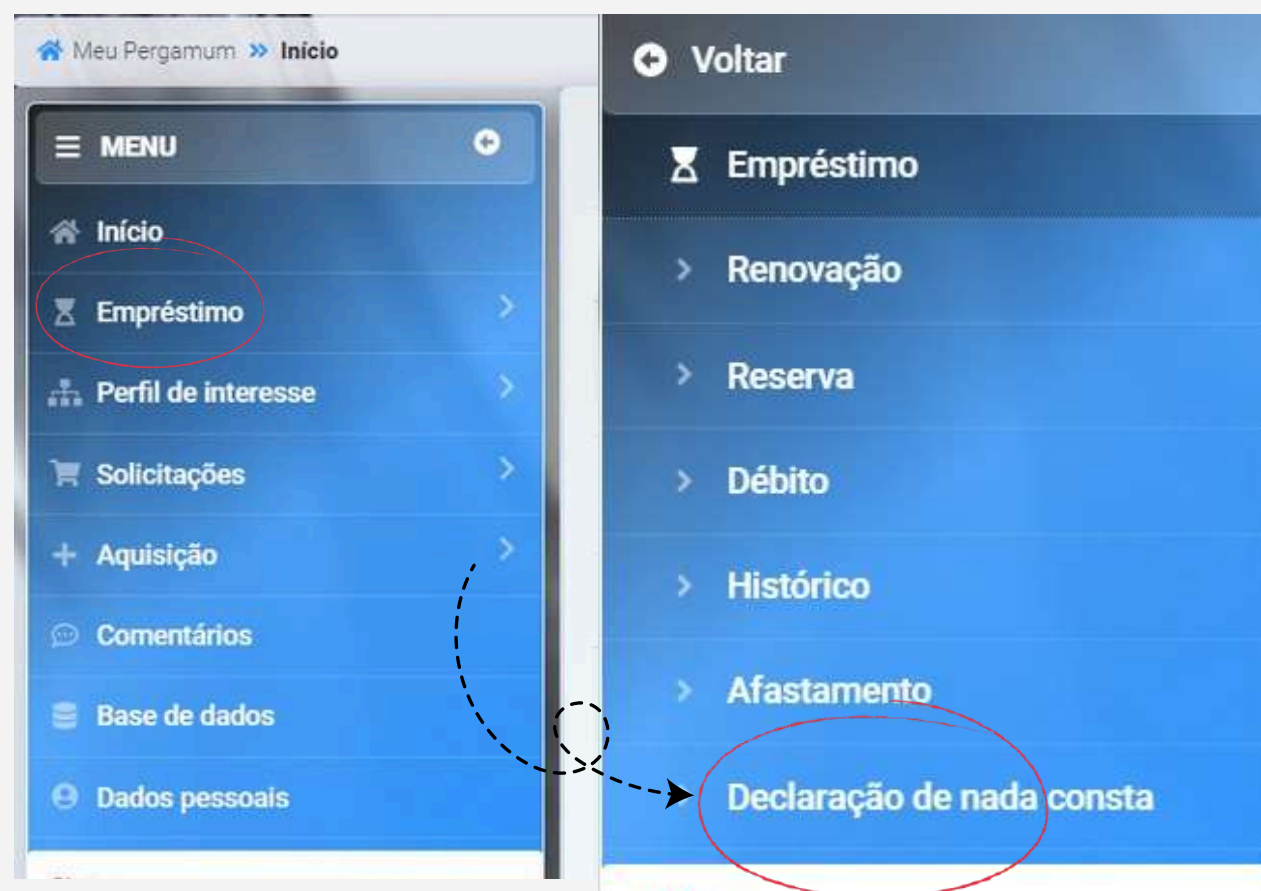 Meu Pergamum » Início
MENU
Início
Empréstimo
Perfil de interesse
Solicitações
Aquisição
Comentários
Base de dados
Dados pessoais
Voltar
Empréstimo
Renovação
Reserva
Débito
Histórico
Afastamento
Declaração de nada consta